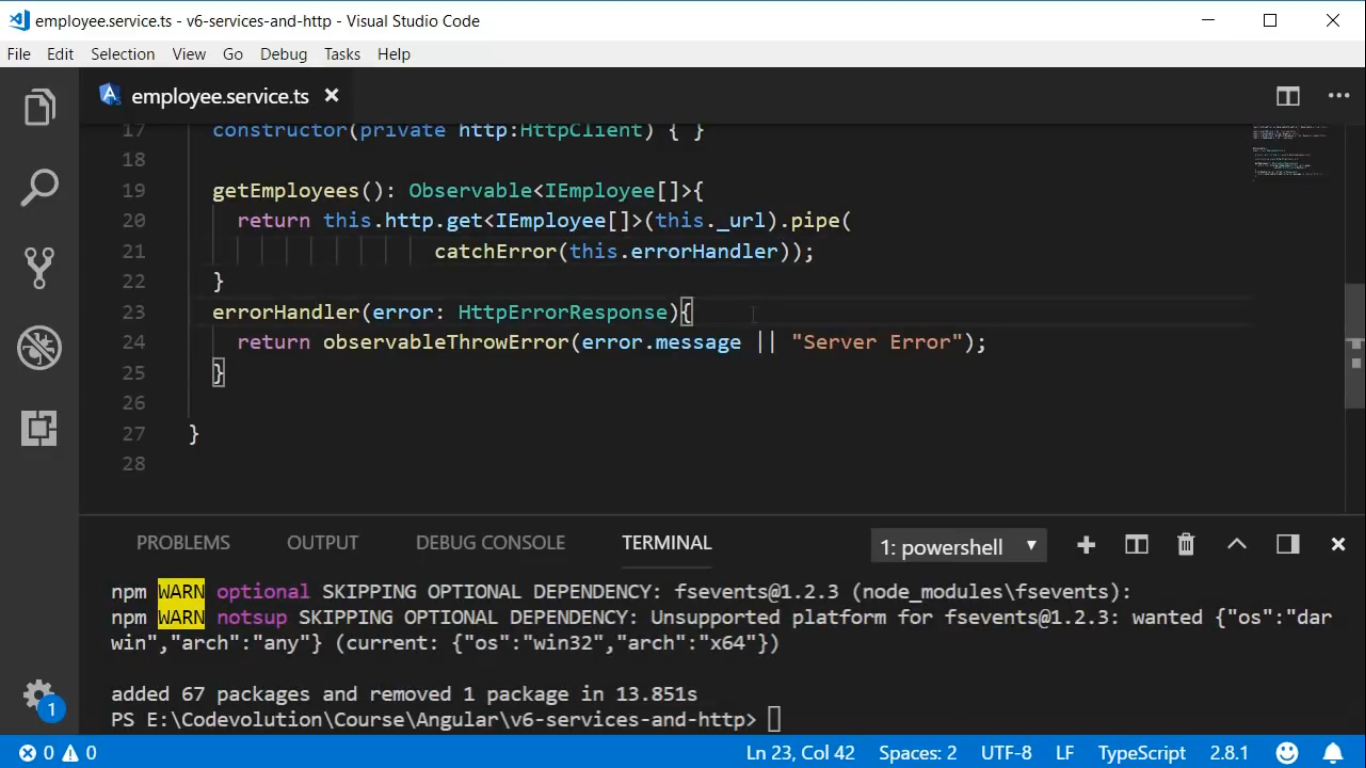 employee.service.ts - v6-services-and-http - Visual Studio Code
File Edit Selection View Go Debug Tasks Help
employee.service.ts
17 constructor(private http:HttpClient) { }
18
19 getEmployees(): Observable<IEmployee[]>{
20 return this.http.get<IEmployee[]>(this._url).pipe(
21 catchError(this.errorHandler));
22 }
23 errorHandler(error: HttpErrorResponse){
24 return observableThrowError(error.message || "Server Error");
25 }
26
27 }
28
PROBLEMS OUTPUT DEBUG CONSOLE TERMINAL 1: powershell
npm WARN optional SKIPPING OPTIONAL DEPENDENCY: fsevents@1.2.3 (node_modules\fsevents):
npm WARN notsup SKIPPING OPTIONAL DEPENDENCY: Unsupported platform for fsevents@1.2.3: wanted {"os":"dar
win","arch":"any"} (current: {"os":"win32","arch":"x64"})
added 67 packages and removed 1 package in 13.851s
PS E:\Codevolution\Course\Angular\v6-services-and-http>
1
0 0 Ln 23, Col 42 Spaces: 2 UTF-8 LF TypeScript 2.8.1